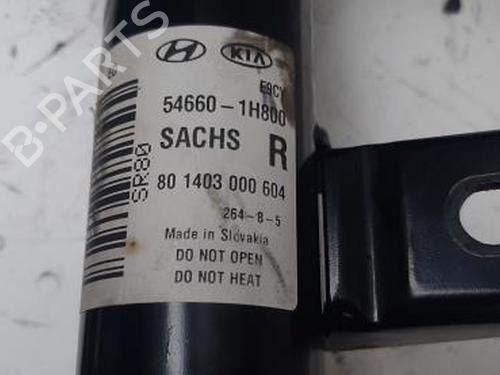 KIA
E9CY
54660-1H800
SACHS R
80 1403 000 604
264-8-5
Made in Slovakia
DO NOT OPEN
DO NOT HEAT
SR80
B-PARTS